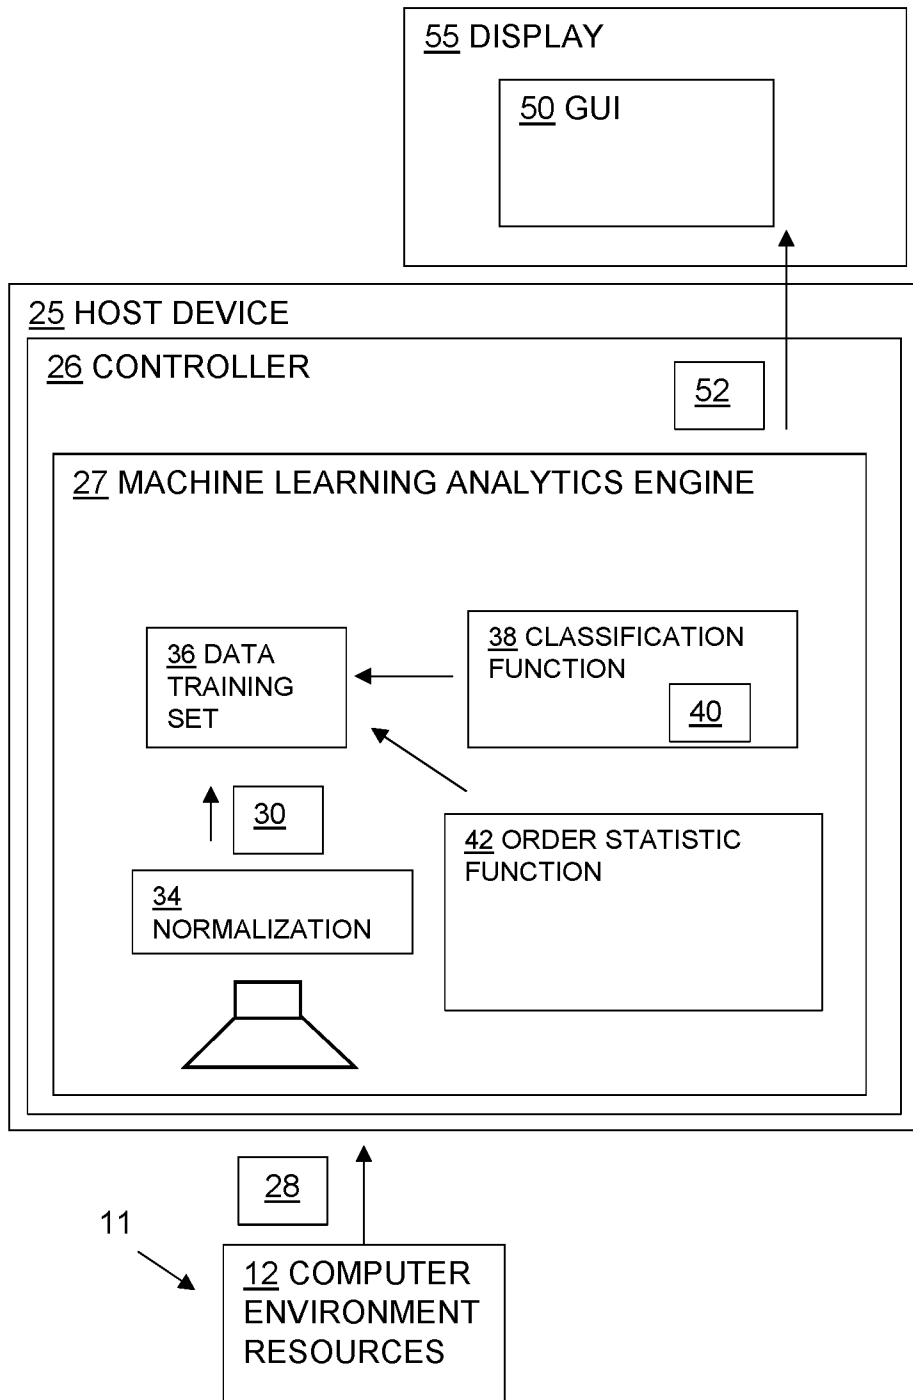 55 DISPLAY
50 GUI
25 HOST DEVICE
26 CONTROLLER
52
27 MACHINE LEARNING ANALYTICS ENGINE
36 DATA
TRAINING
SET
38 CLASSIFICATION
FUNCTION
40
30
42 ORDER STATISTIC
FUNCTION
34
NORMALIZATION
28
11
12 COMPUTER
ENVIRONMENT
RESOURCES